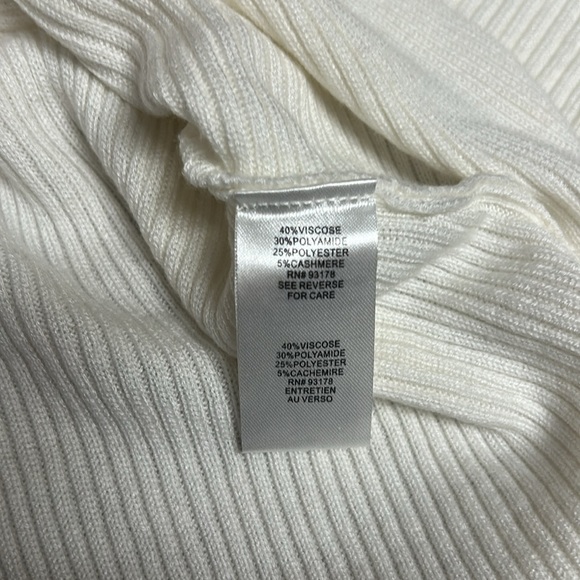 40%VISCOSE
30%POLYAMIDE
25%POLYESTER
5%CASHMERE
RN# 93178
SEE REVERSE
FOR CARE
40%VISCOSE
30%POLYAMIDE
25%POLYESTER
5%CACHEMIRE
RN# 93178
ENTRETIEN
AU VERSO